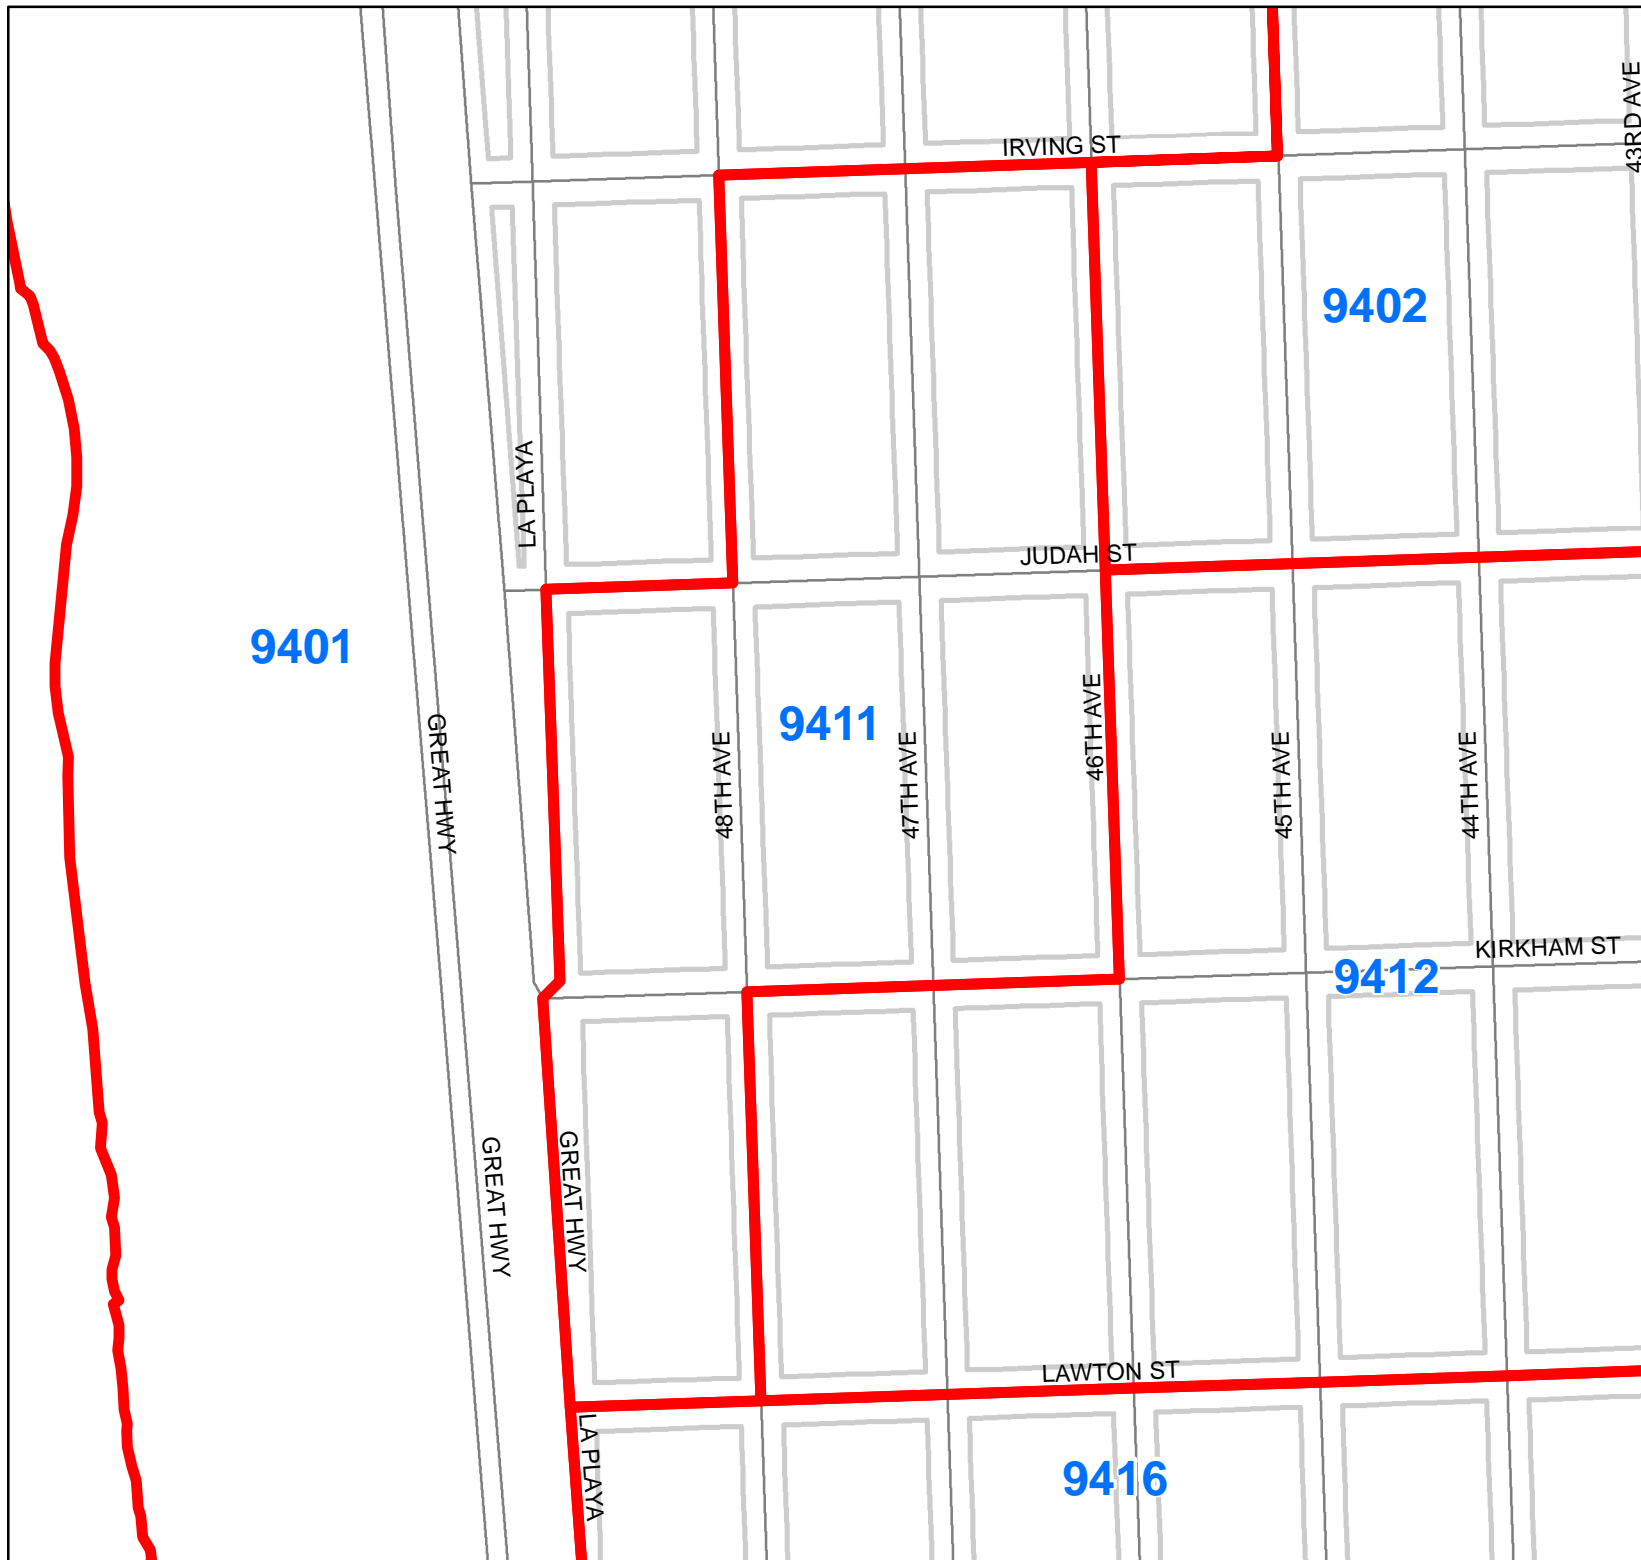 43RD AVE
IRVING ST
9402
LA PLAYA
JUDAH ST
9401
9411
GREAT HWY
48TH AVE
47TH AVE
46TH AVE
45TH AVE
44TH AVE
KIRKHAM ST
9412
GREAT HWY
GREAT HWY
LAWTON ST
LA PLAYA
9416